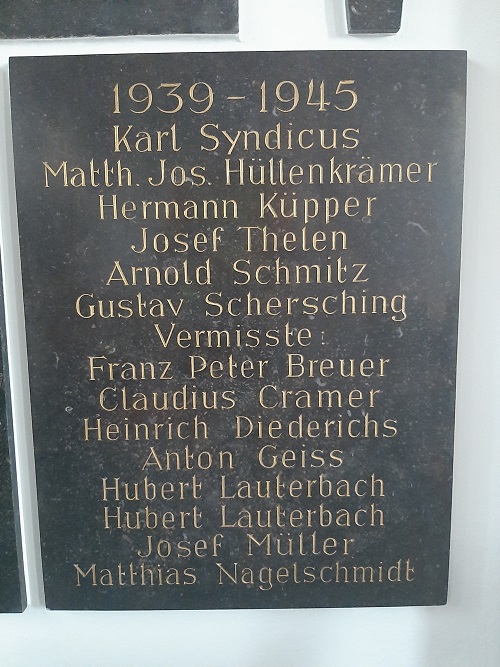 1939 - 1945
Karl Syndicus
Matth. Jos. Hüllenkrämer
Hermann Küpper
Josef Thelen
Arnold Schmitz
Gustav Schersching
Vermisste:
Franz Peter Breuer
Claudius Cramer
Heinrich Diederichs
Anton Geiss
Hubert Lauterbach
Hubert Lauterbach
Josef Müller
Matthias Nagelschmidt